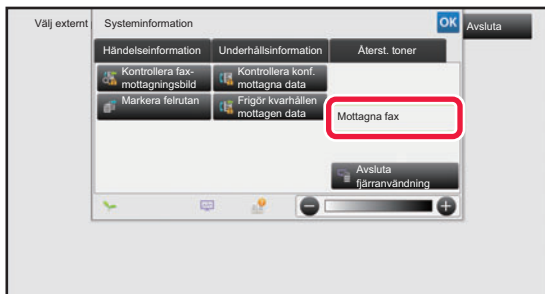 Välj externt
Systeminformation
OK
Avsluta
Händelseinformation
Underhållsinformation
Återst. toner
Kontrollera fax-
mottagningsbild
Kontrollera konf.
mottagna data
Markera felrutan
Frigör kvarhållen
mottagen data
Mottagna fax
Avsluta
fjärranvändning